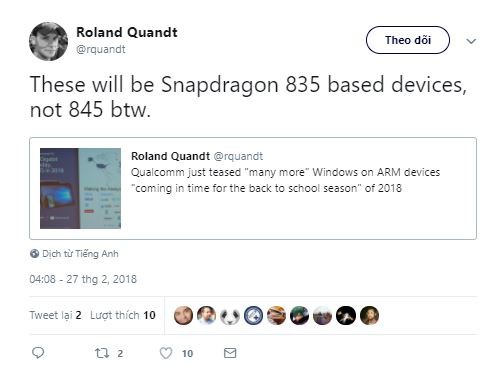 Roland Quandt
@rquandt
Theo dõi
These will be Snapdragon 835 based devices,
not 845 btw.
Roland Quandt @rquandt
Qualcomm just teased "many more" Windows on ARM devices
"coming in time for the back to school season" of 2018
Dịch từ Tiếng Anh
04:08 - 27 thg 2, 2018
Tweet lại 2 Lượt thích 10
2 10